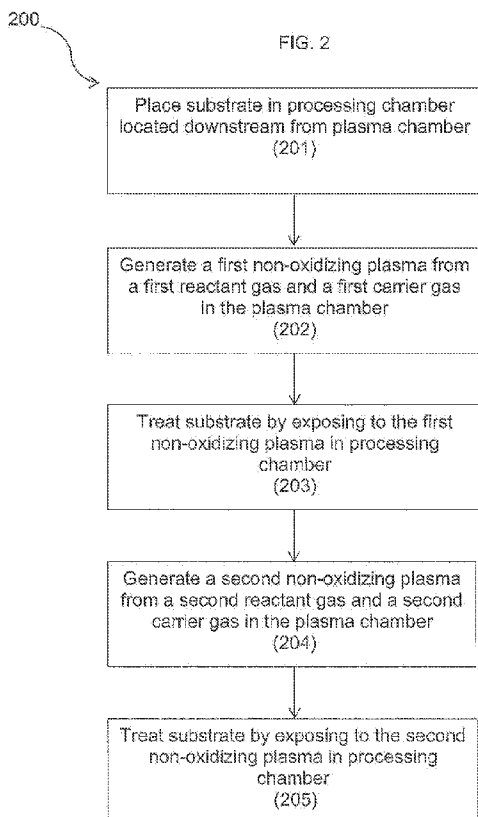 200
FIG. 2
Place substrate in processing chamber
located downstream from plasma chamber
(201)
Generate a first non-oxidizing plasma from
a first reactant gas and a first carrier gas
in the plasma chamber
(202)
Treat substrate by exposing to the first
non-oxidizing plasma in processing
chamber
(203)
Generate a second non-oxidizing plasma
from a second reactant gas and a second
carrier gas in the plasma chamber
(204)
Treat substrate by exposing to the second
non-oxidizing plasma in processing
chamber
(205)